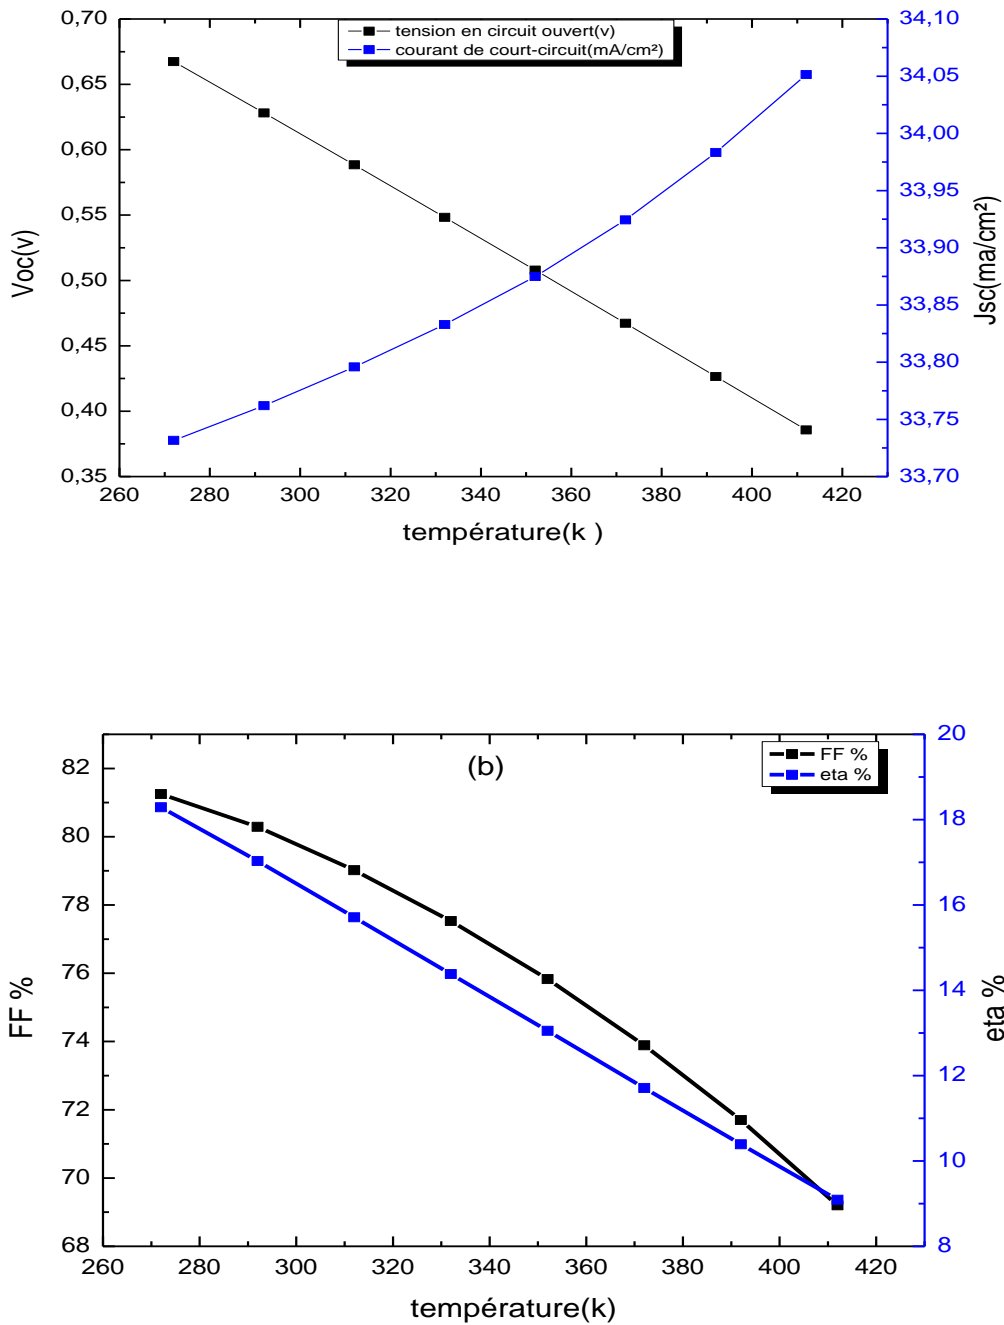 tension en circuit ouvert(v)
courant de court-circuit(mA/cm²)
0,70
0,65
0,60
0,55
0,50
0,45
0,40
0,35
Voc(v)
34,10
34,05
34,00
33,95
33,90
33,85
33,80
33,75
33,70
Jsc(ma/cm²)
260 280 300 320 340 360 380 400 420
température(k )
(b)
FF %
eta %
82
80
78
76
74
72
70
68
FF %
20
18
16
14
12
10
8
eta %
260 280 300 320 340 360 380 400 420
température(k)